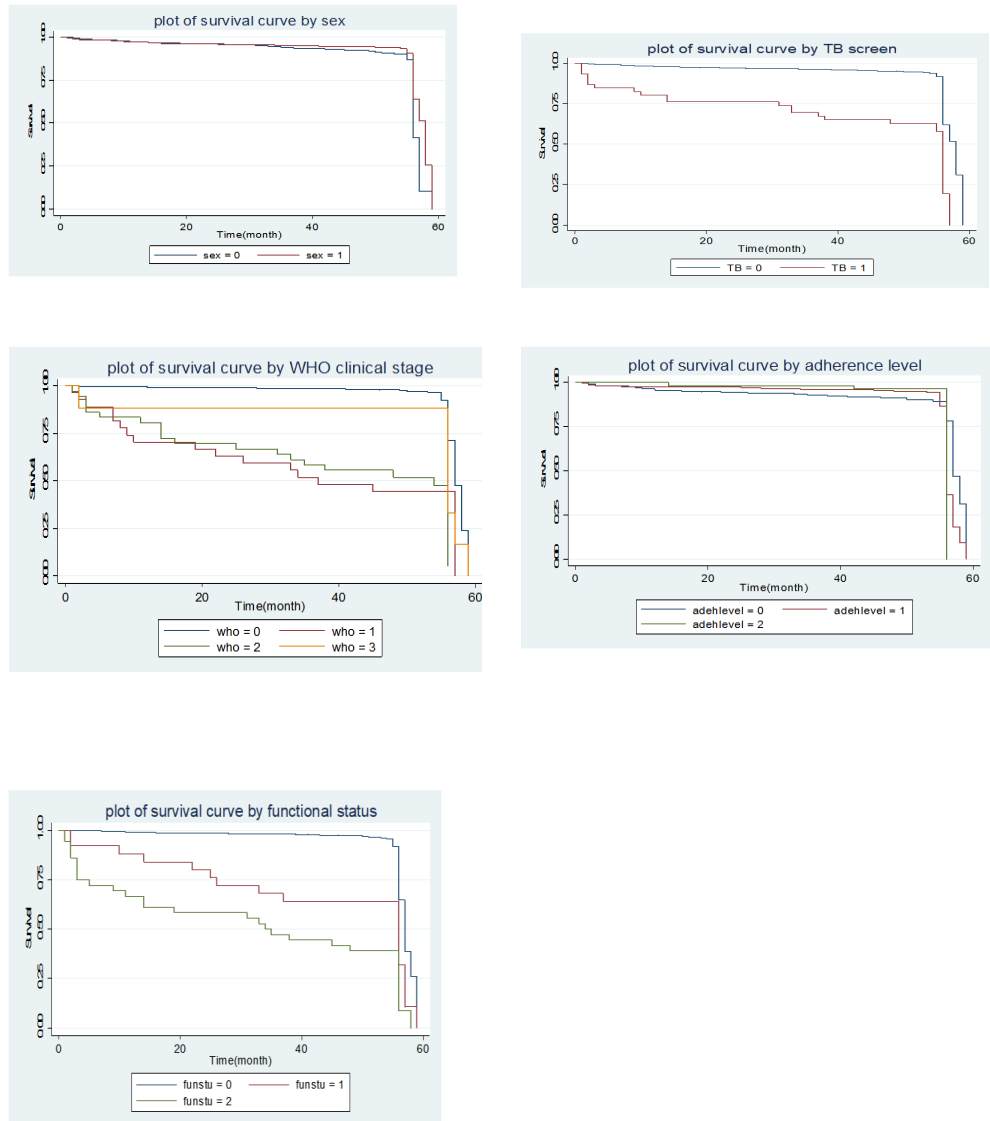 plot of survival curve by sex
Survival
1.00
0.75
0.50
0.25
0.00
0 20 40 60
Time(month)
sex = 0 sex = 1
plot of survival curve by TB screen
Survival
1.00
0.75
0.50
0.25
0.00
0 20 40 60
Time(month)
TB = 0 TB = 1
plot of survival curve by WHO clinical stage
Survival
1.00
0.75
0.50
0.25
0.00
0 20 40 60
Time(month)
who = 0 who = 1
who = 2 who = 3
plot of survival curve by adherence level
Survival
1.00
0.75
0.50
0.25
0.00
0 20 40 60
Time(month)
adehlevel = 0 adehlevel = 1
adehlevel = 2
plot of survival curve by functional status
Survival
1.00
0.75
0.50
0.25
0.00
0 20 40 60
Time(month)
funstu = 0 funstu = 1
funstu = 2